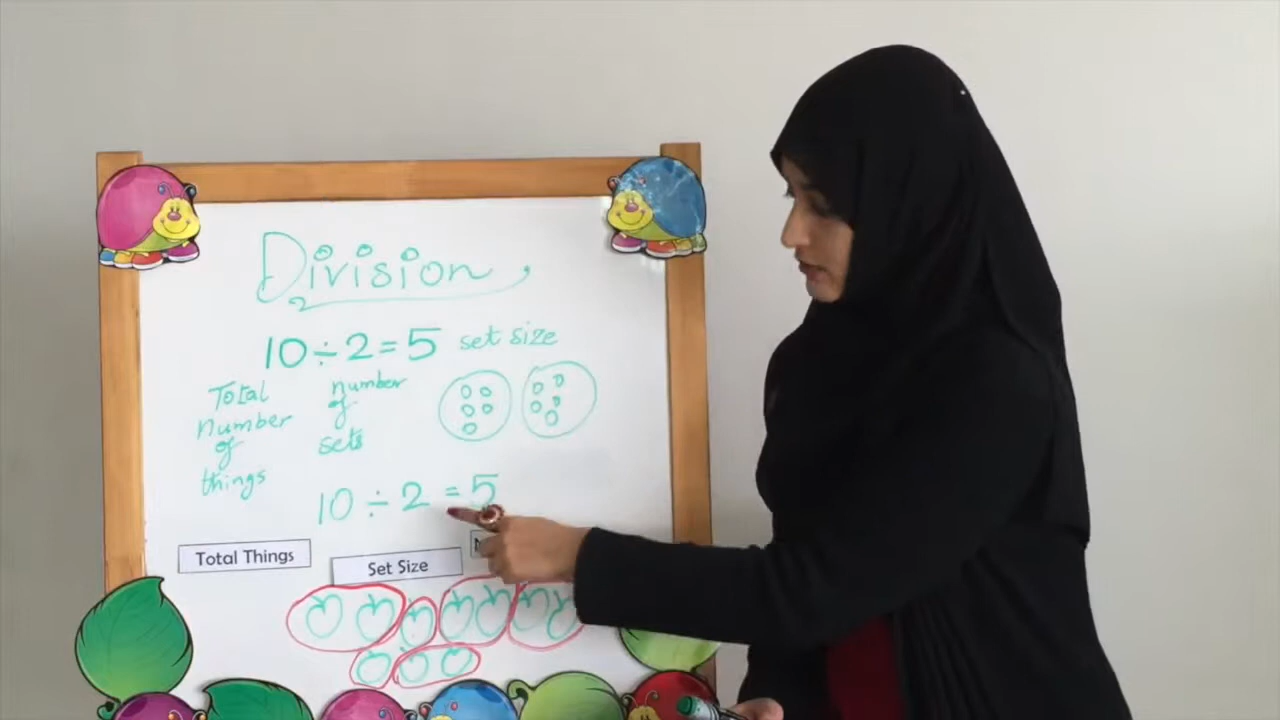 Division
10÷2=5 set size
Total
number
of
things
number
of
sets
10÷2=5
Total Things
Set Size